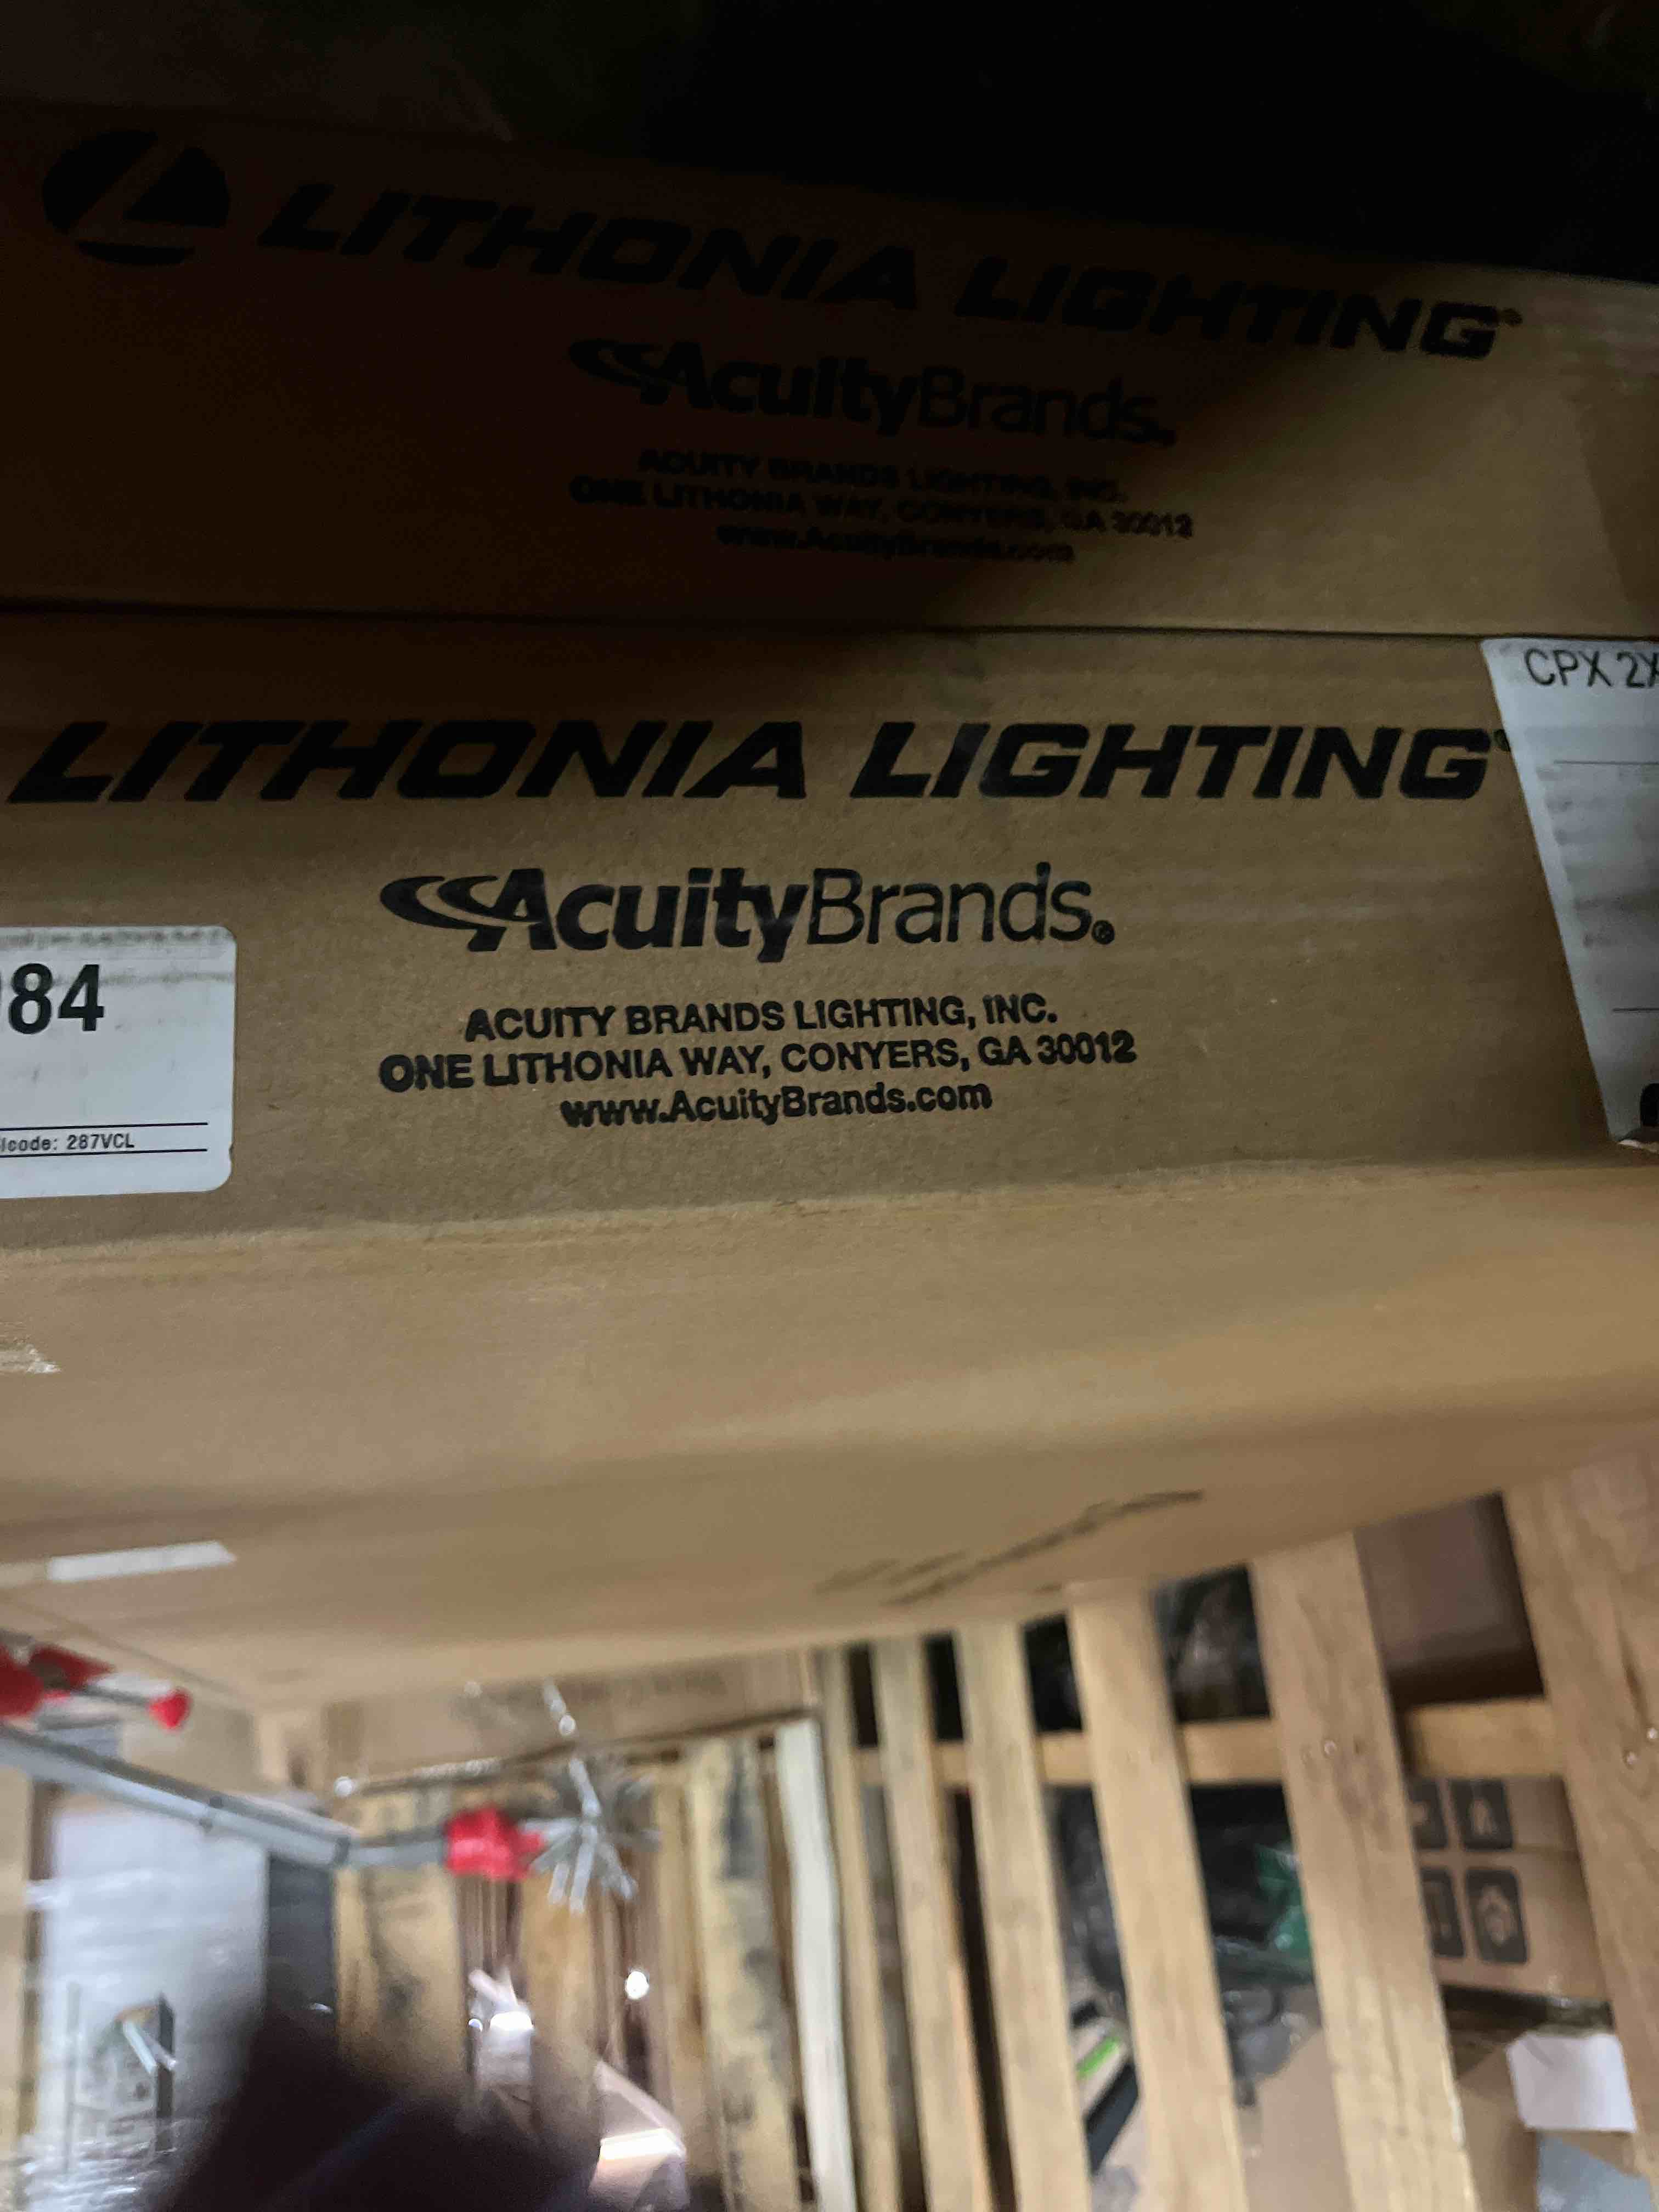 LITHONIA LIGHTING®
AcuityBrands®
ACUITY BRANDS LIGHTING, INC.
ONE LITHONIA WAY, CONYERS, GA 30012
www.AcuityBrands.com
CPX 2X
LITHONIA LIGHTING®
AcuityBrands®
84
ACUITY BRANDS LIGHTING, INC.
ONE LITHONIA WAY, CONYERS, GA 30012
www.AcuityBrands.com
lcode: 287VCL